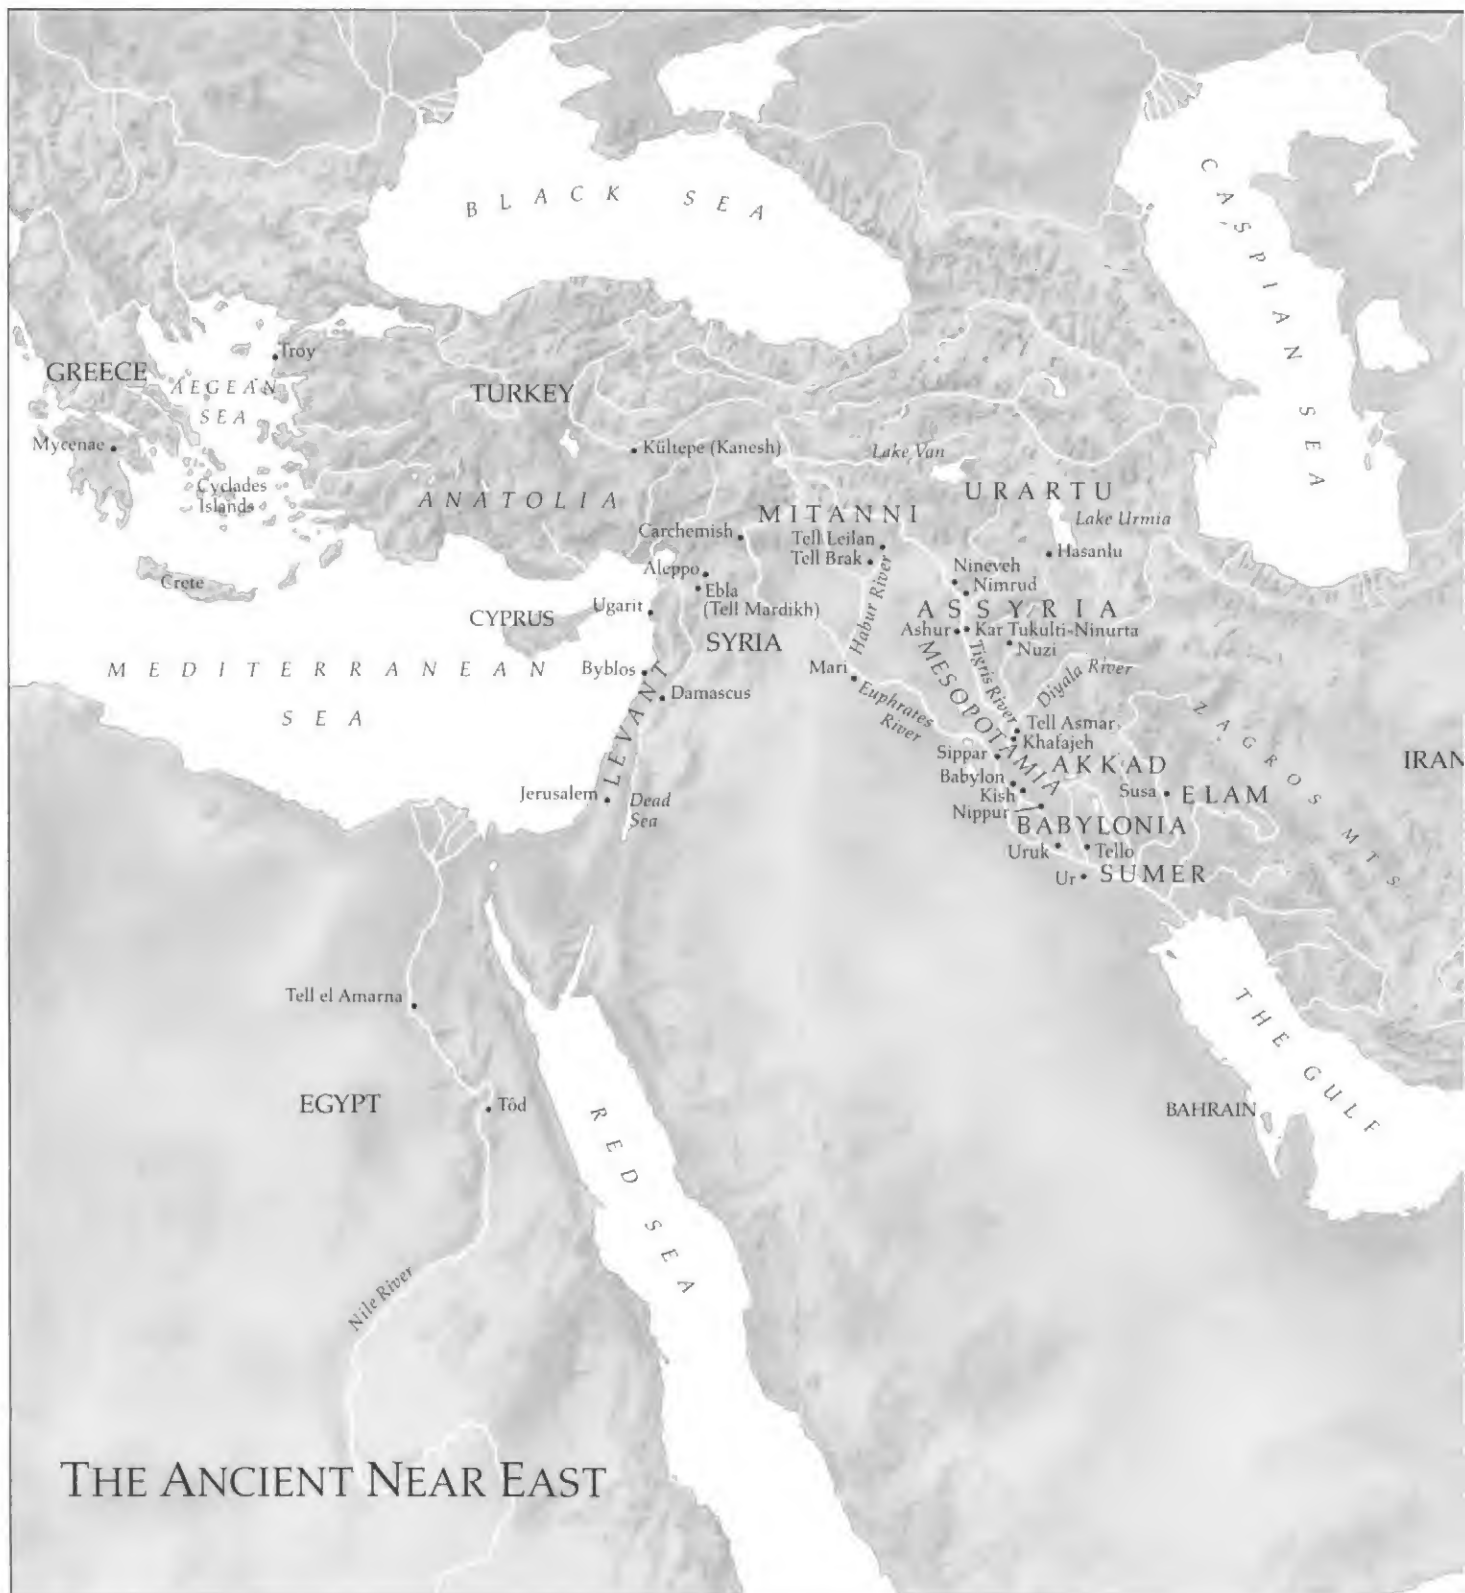 BLACK SEA
CASPIAN SEA
Troy
GREECE
AEGEAN
SEA
TURKEY
Mycenae
Kültepe (Kanesh)
Lake Van
Cyclades
Islands
ANATOLIA
URARTU
MITANNI
Lake Urmia
Carchemish
Tell Leilan
Tell Brak
Hasanlu
Aleppo
Nineveh
Nimrud
Crete
Ebla
(Tell Mardikh)
Ugarit
CYPRUS
Habur River
ASSYRIA
Ashur
Kar Tukulti-Ninurta
SYRIA
Nuzi
MEDITERRANEAN
SEA
Byblos
Mari
MESOPOTAMIA
Tigris River
Diyala River
LEVANT
Damascus
Euphrates
River
ZAGROS MTS
Tell Asmar
Khafajeh
Sippar
AKKAD
IRAN
Babylon
Kish
Susa
ELAM
Jerusalem
Dead
Sea
Nippur
BABYLONIA
Uruk
Tello
Ur
SUMER
Tell el Amarna
THE GULF
EGYPT
Tôd
BAHRAIN
RED SEA
Nile River
THE ANCIENT NEAR EAST